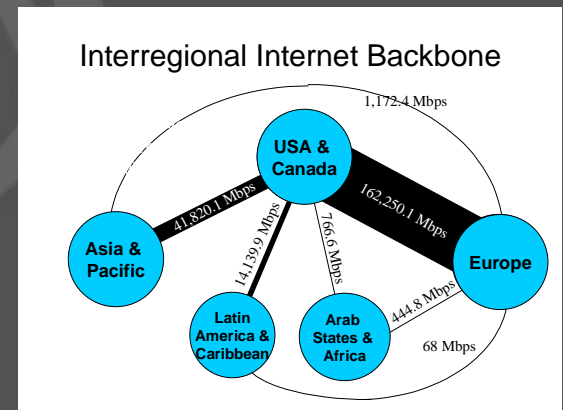 Interregional Internet Backbone
1,172.4 Mbps
USA &
Canada
162,250.1 Mbps
41,820.1 Mbps
14,139.9 Mbps
766.6 Mbps
Asia &
Pacific
Europe
444.8 Mbps
Latin
America &
Caribbean
Arab
States &
Africa
68 Mbps